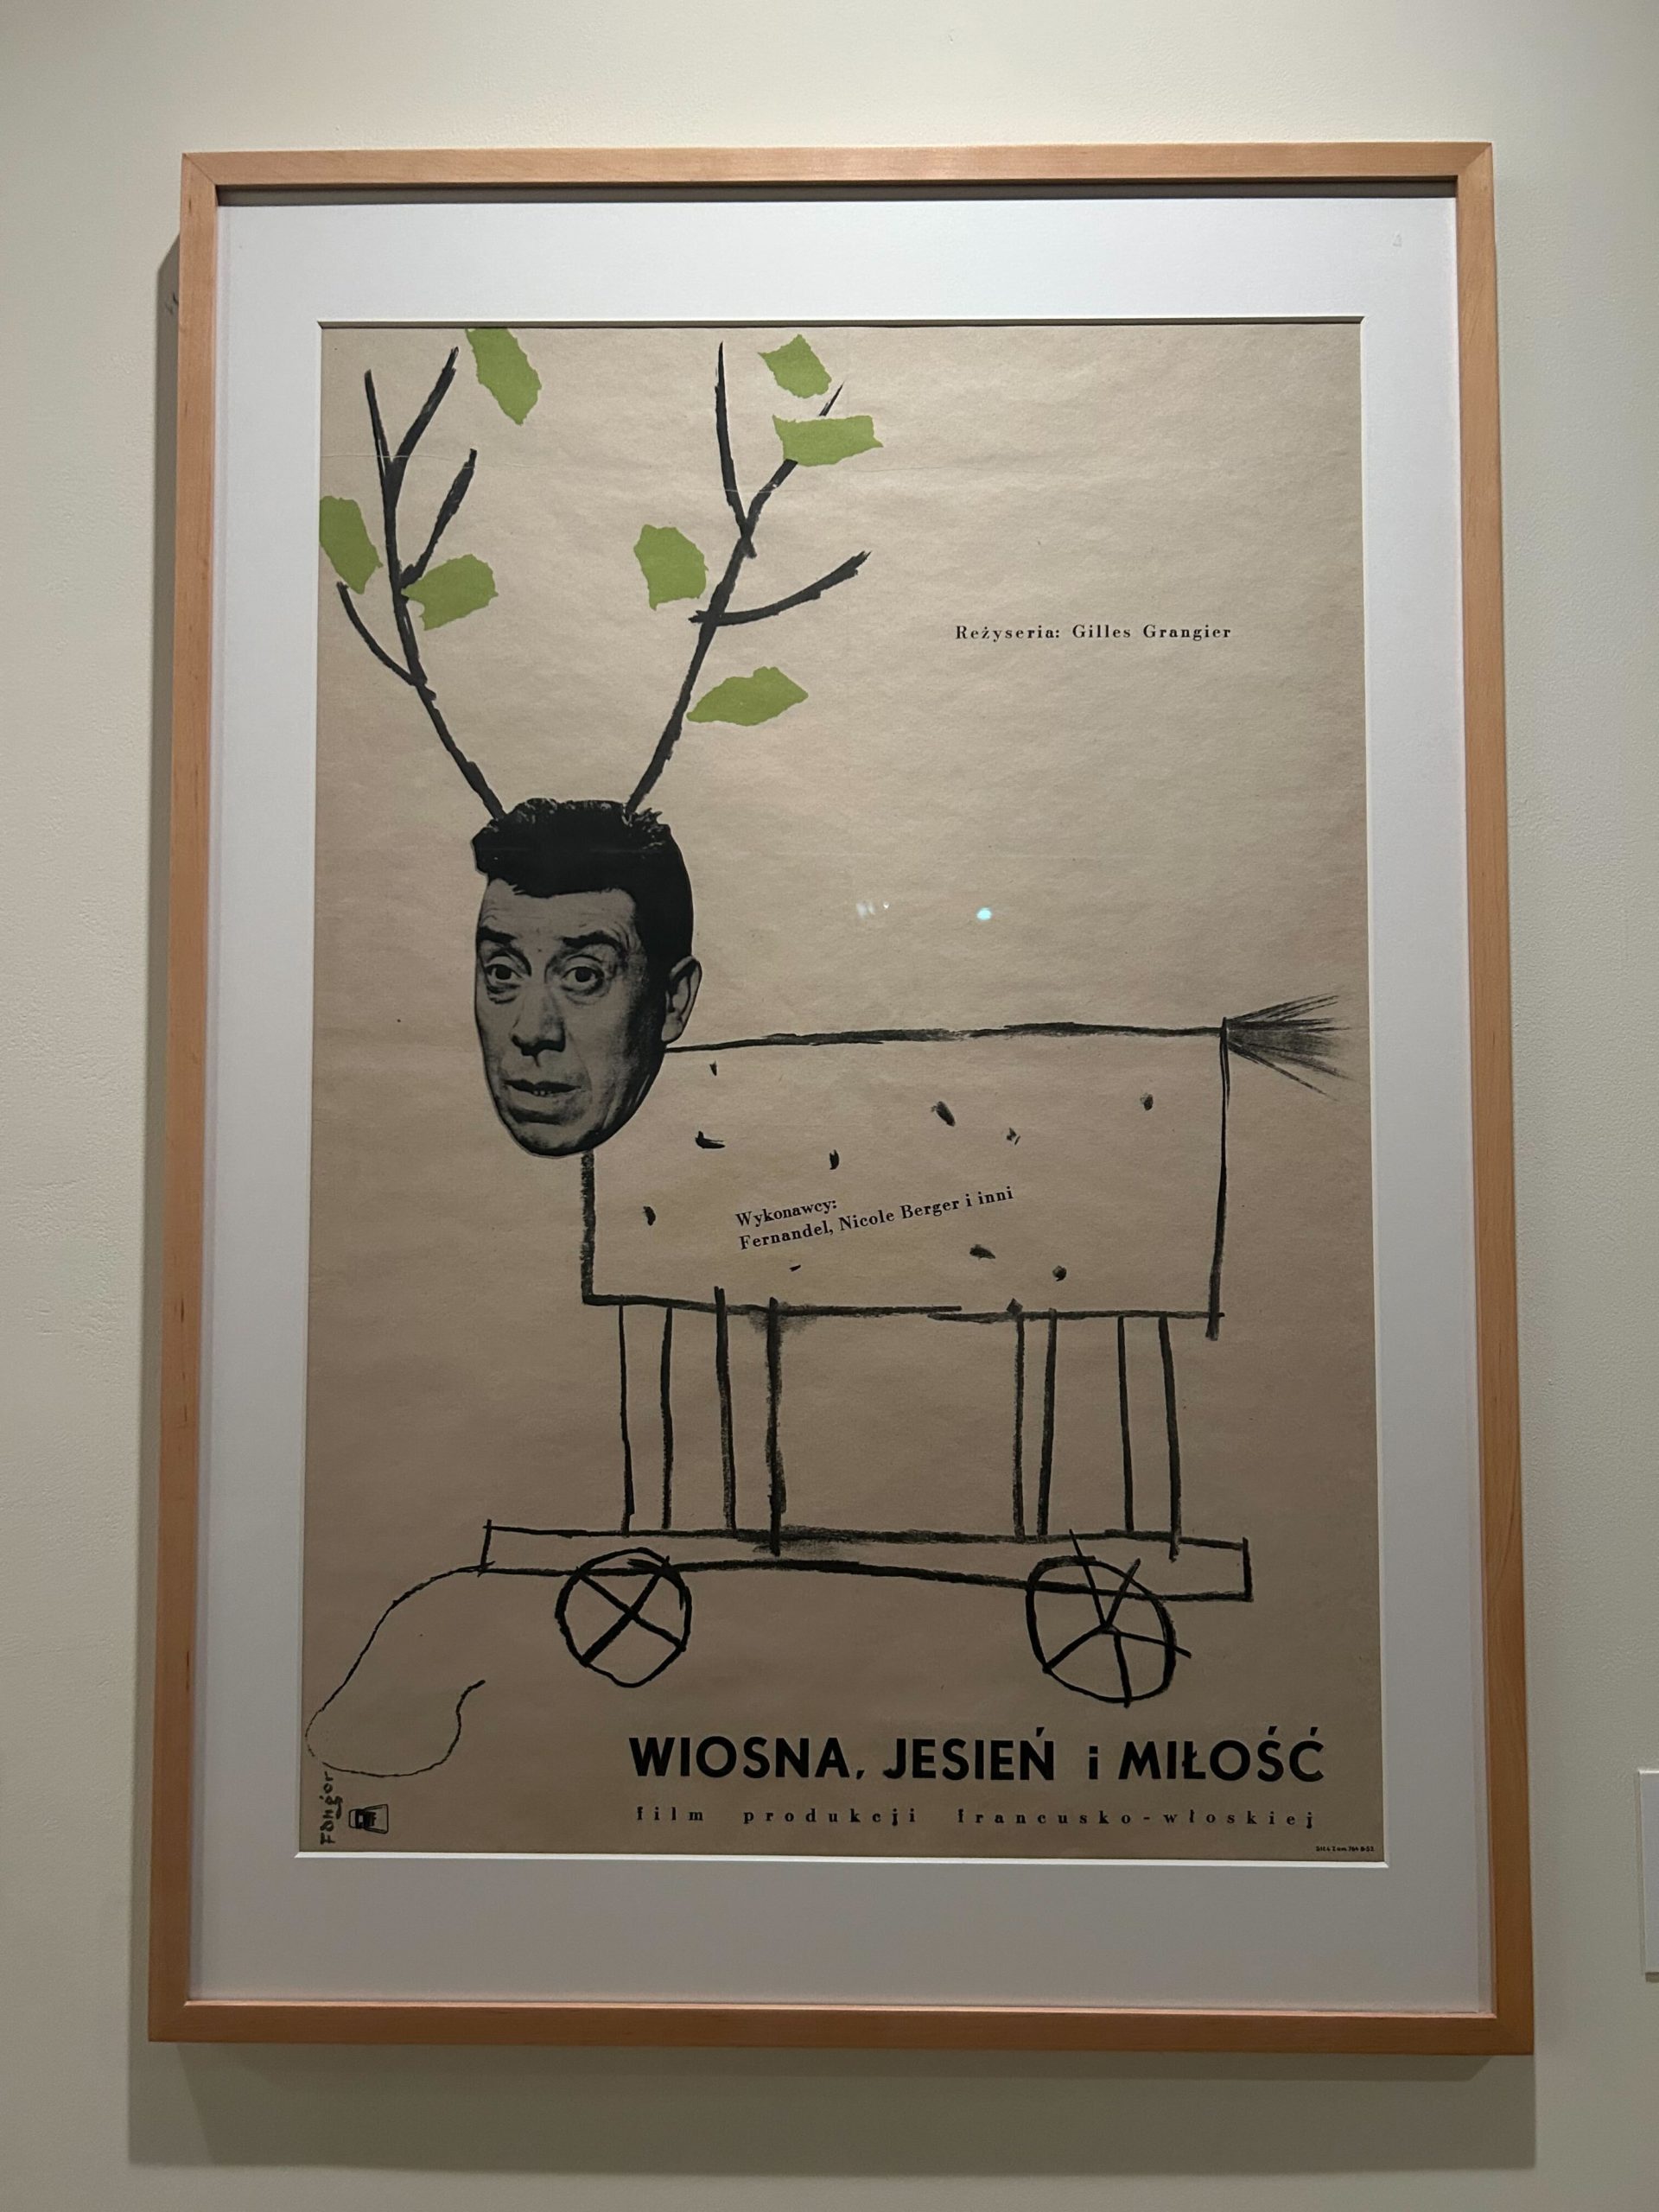 Reżyseria: Gilles Grangier
Wykonawcy:
Fernandel, Nicole Berger i inni
WIOSNA, JESIEŃ i MIŁOŚĆ
film produkcji francusko-włoskiej
Fangor